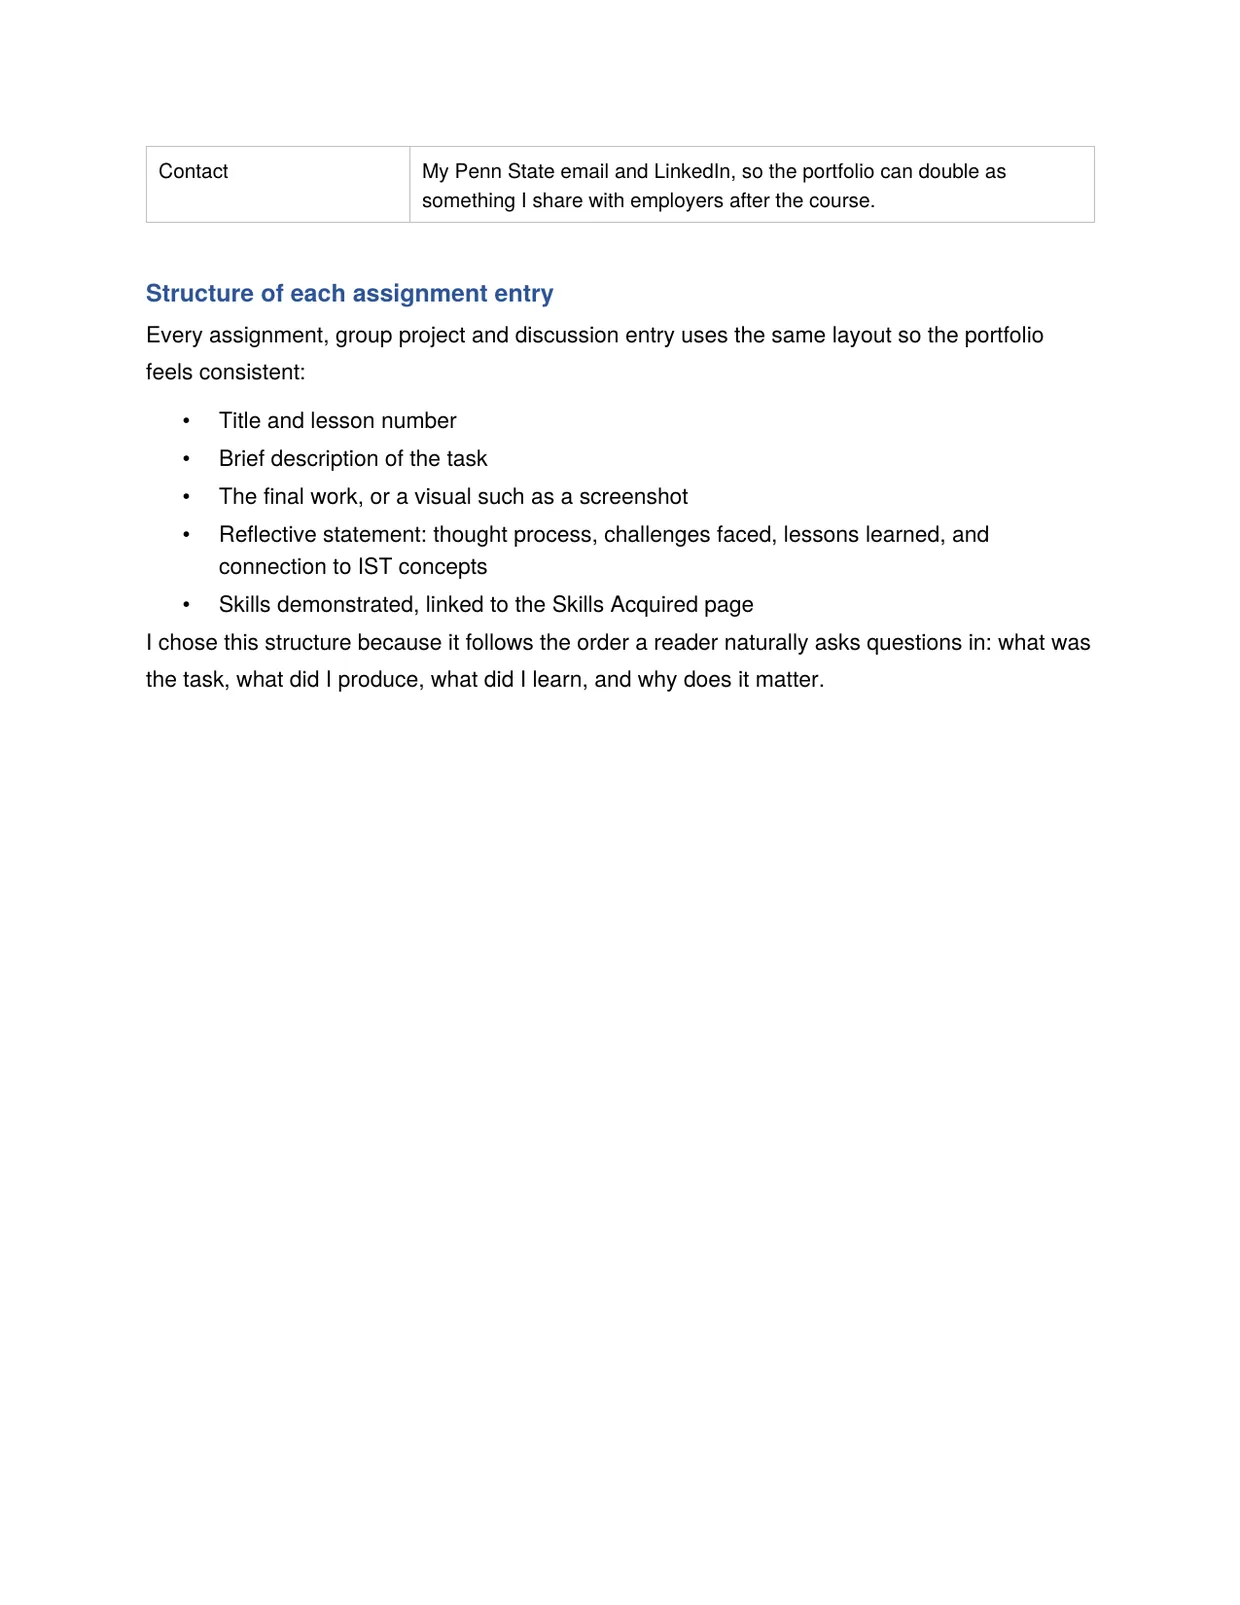 Contact
My Penn State email and LinkedIn, so the portfolio can double as
something I share with employers after the course.
Structure of each assignment entry
Every assignment, group project and discussion entry uses the same layout so the portfolio
feels consistent:
• Title and lesson number
• Brief description of the task
• The final work, or a visual such as a screenshot
• Reflective statement: thought process, challenges faced, lessons learned, and
connection to IST concepts
• Skills demonstrated, linked to the Skills Acquired page
I chose this structure because it follows the order a reader naturally asks questions in: what was
the task, what did I produce, what did I learn, and why does it matter.